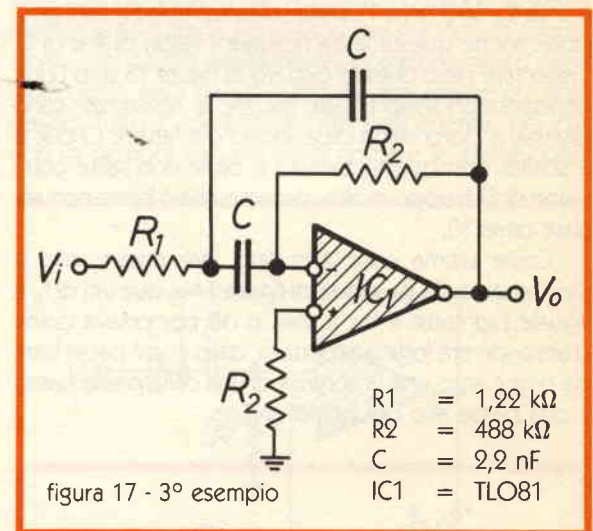 C
R2
C
R1
Vi
-
+
IC1
Vo
R2
R1 = 1,22 kΩ
R2 = 488 kΩ
C = 2,2 nF
IC1 = TLO81
figura 17 - 3° esempio